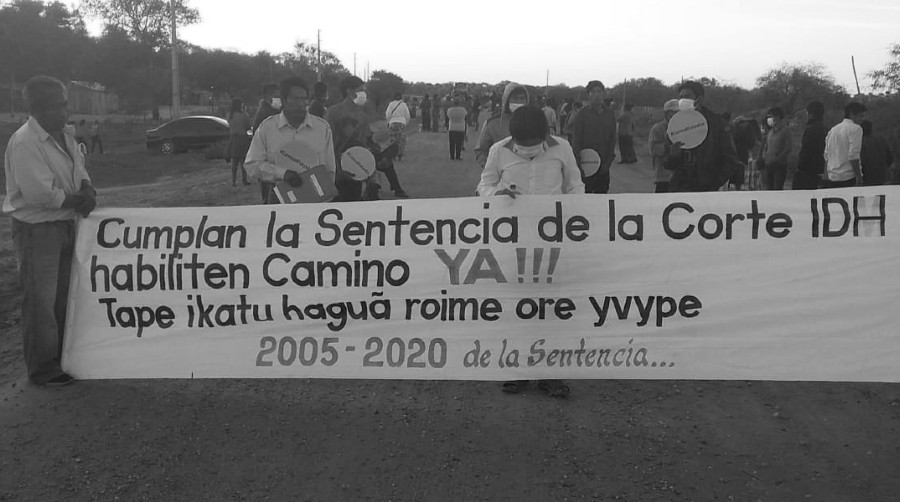 Cumplan la Sentencia de la Corte IDH
habiliten Camino YA!!!
Tape ikatu haguã roime ore yvype
2005-2020 de la Sentencia...